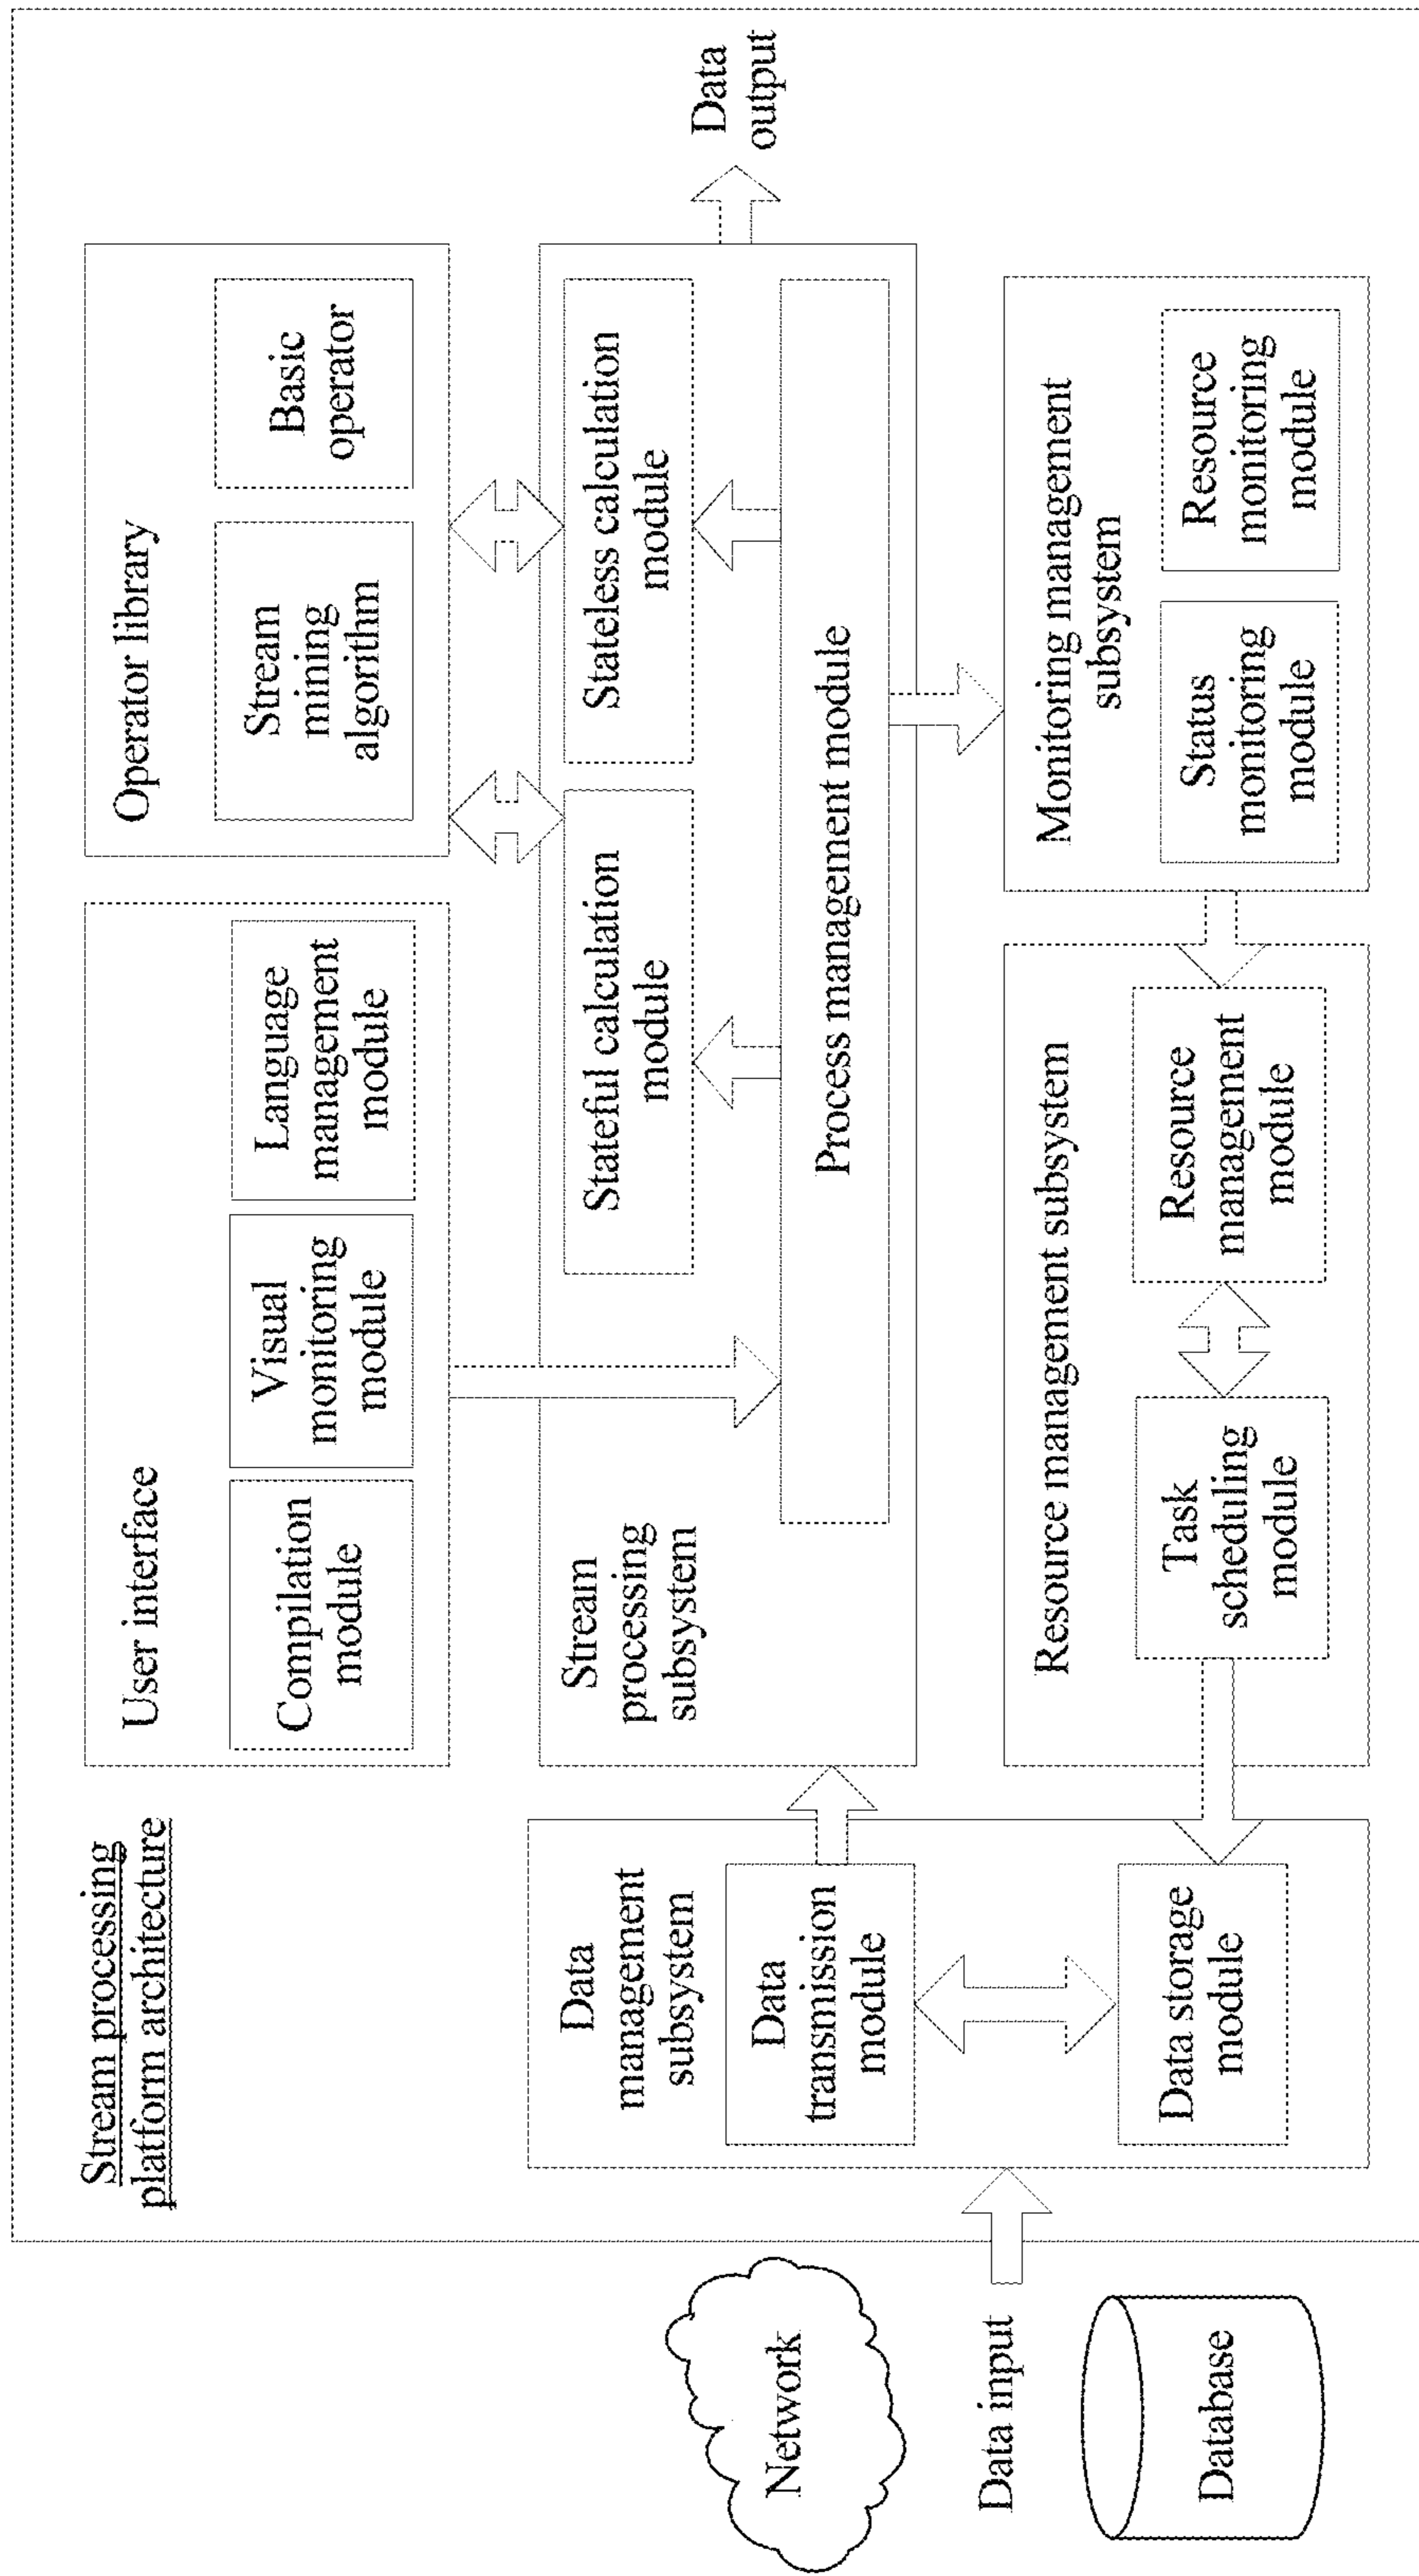 Stream processing
platform architecture
User interface
Compilation
module
Visual
monitoring
module
Language
management
module
Operator library
Stream
mining
algorithm
Basic
operator
Network
Data input
Database
Data
management
subsystem
Data
transmission
module
Data storage
module
Stream
processing
subsystem
Stateful calculation
module
Stateless calculation
module
Process management module
Data
output
Resource management subsystem
Task
scheduling
module
Resource
management
module
Monitoring management
subsystem
Status
monitoring
module
Resource
monitoring
module